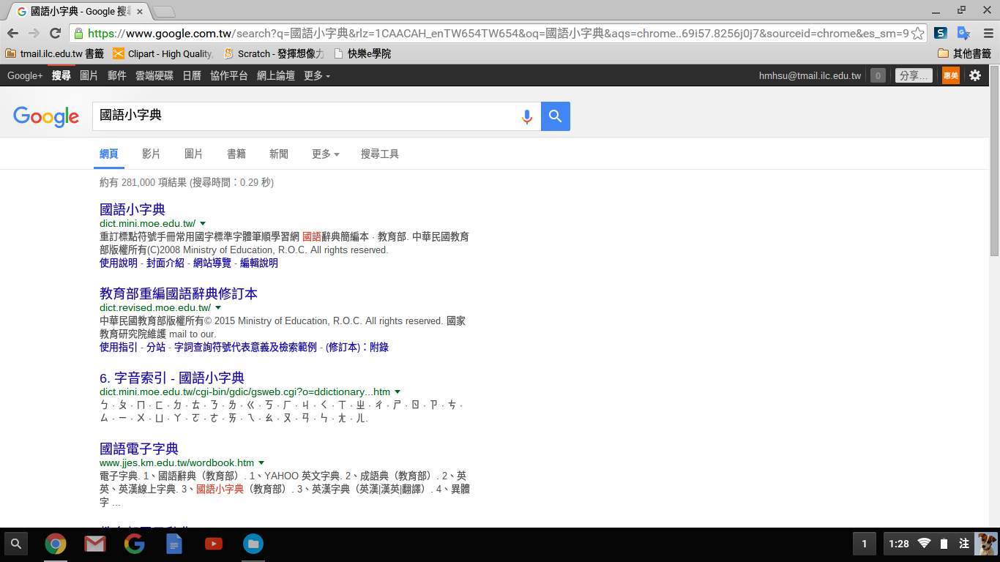 國語小字典 - Google 搜尋
https://www.google.com.tw/search?q=國語小字典&rlz=1CAACAH_enTW654TW654&oq=國語小字典&aqs=chrome..69i57.8256j0j7&sourceid=chrome&es_sm=9
tmail.ilc.edu.tw 書籤 Clipart - High Quality, Scratch - 發揮想像力 快樂e學院 其他書籤
Google+ 搜尋 圖片 郵件 雲端硬碟 日曆 協作平台 網上論壇 更多 hmhsu@tmail.ilc.edu.tw 0 分享... 惠美
Google 國語小字典
網頁 影片 圖片 書籍 新聞 更多 搜尋工具
約有 281,000 項結果 (搜尋時間：0.29 秒)
國語小字典
dict.mini.moe.edu.tw/
重訂標點符號手冊常用國字標準字體筆順學習網 國語辭典簡編本 · 教育部. 中華民國教育
部版權所有(C)2008 Ministry of Education, R.O.C. All rights reserved.
使用說明 - 封面介紹 - 網站導覽 - 編輯說明
教育部重編國語辭典修訂本
dict.revised.moe.edu.tw/
中華民國教育部版權所有© 2015 Ministry of Education, R.O.C. All rights reserved. 國家
教育研究院維護 mail to our.
使用指引 - 分站 - 字詞查詢符號代表意義及檢索範例 - (修訂本)：附錄
6. 字音索引 - 國語小字典
dict.mini.moe.edu.tw/cgi-bin/gdic/gsweb.cgi?o=ddictionary...htm
ㄅ · ㄆ · ㄇ · ㄈ · ㄉ · ㄊ · ㄋ · ㄌ · ㄍ · ㄎ · ㄏ · ㄐ · ㄑ · ㄒ · ㄓ · ㄔ · ㄕ · ㄖ · ㄗ · ㄘ ·
ㄙ · ㄧ · ㄨ · ㄩ · ㄚ · ㄛ · ㄜ · ㄞ · ㄟ · ㄠ · ㄡ · ㄢ · ㄣ · ㄤ · ㄦ.
國語電子字典
www.jjes.km.edu.tw/wordbook.htm
電子字典. 1、國語辭典（教育部）. 1、YAHOO 英文字典. 2、成語典（教育部）. 2、英
英、英漢線上字典. 3、國語小字典（教育部）. 3、英漢字典（英漢|漢英|翻譯）. 4、異體
字 ...
1 1:28 注